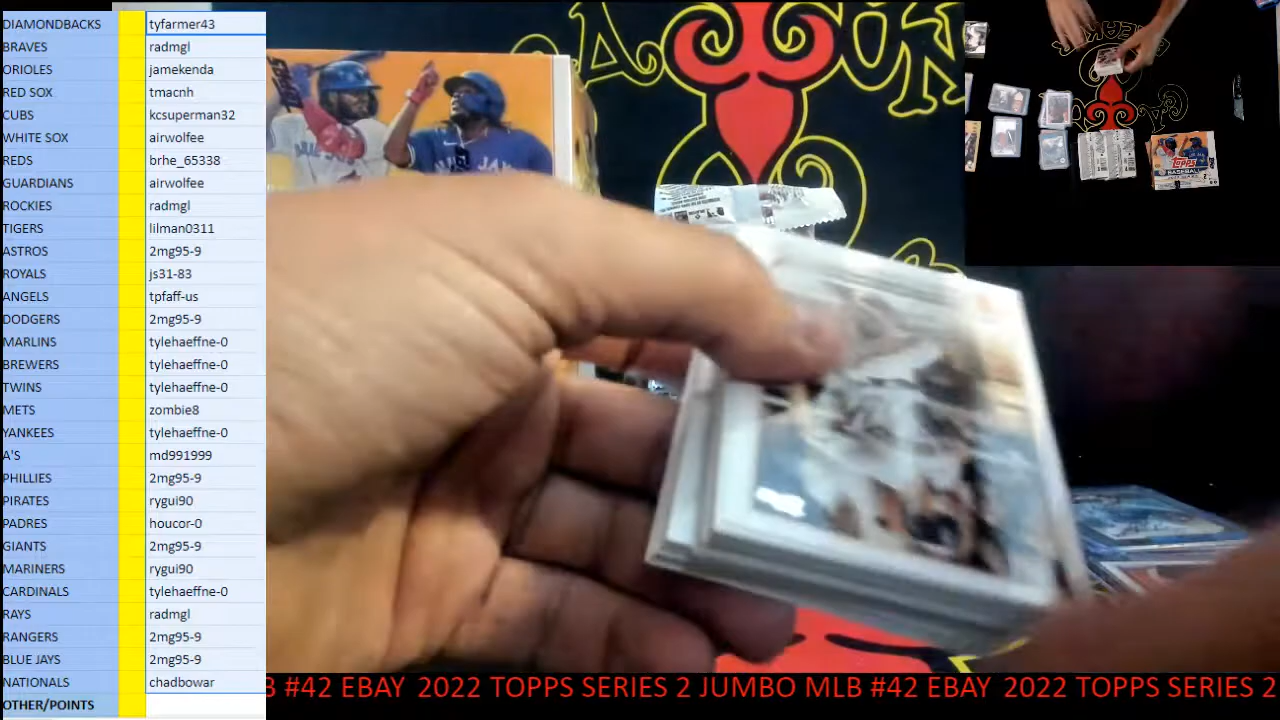 DIAMONDBACKS tyfarmer43
BRAVES radmgl
ORIOLES jamekenda
RED SOX tmacnh
CUBS kcsuperman32
WHITE SOX airwolfee
REDS brhe_65338
GUARDIANS airwolfee
ROCKIES radmgl
TIGERS lilman0311
ASTROS 2mg95-9
ROYALS js31-83
ANGELS tpfaff-us
DODGERS 2mg95-9
MARLINS tylehaeffne-0
BREWERS tylehaeffne-0
TWINS tylehaeffne-0
METS zombie8
YANKEES tylehaeffne-0
A'S md991999
PHILLIES 2mg95-9
PIRATES rygui90
PADRES houcor-0
GIANTS 2mg95-9
MARINERS rygui90
CARDINALS tylehaeffne-0
RAYS radmgl
RANGERS 2mg95-9
BLUE JAYS 2mg95-9
NATIONALS chadbowar
OTHER/POINTS
#42 EBAY 2022 TOPPS SERIES 2 JUMBO MLB #42 EBAY 2022 TOPPS SERIES 2
Topps
BASEBALL